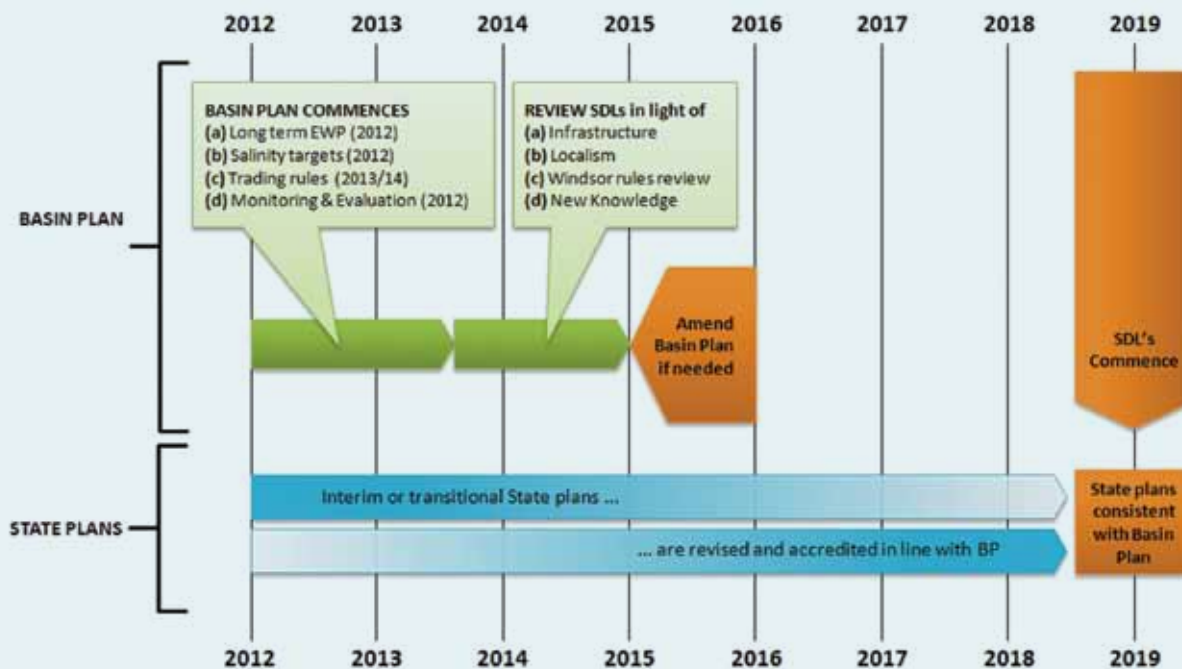 2012 2013 2014 2015 2016 2017 2018 2019
BASIN PLAN COMMENCES
(a) Long term EWP (2012)
(b) Salinity targets (2012)
(c) Trading rules (2013/14)
(d) Monitoring & Evaluation (2012)
REVIEW SDLs in light of
(a) Infrastructure
(b) Localism
(c) Windsor rules review
(d) New Knowledge
BASIN PLAN
Amend
Basin Plan
if needed
SDL's
Commence
STATE PLANS
Interim or transitional State plans ...
... are revised and accredited in line with BP
State plans
consistent
with Basin
Plan
2012 2013 2014 2015 2016 2017 2018 2019